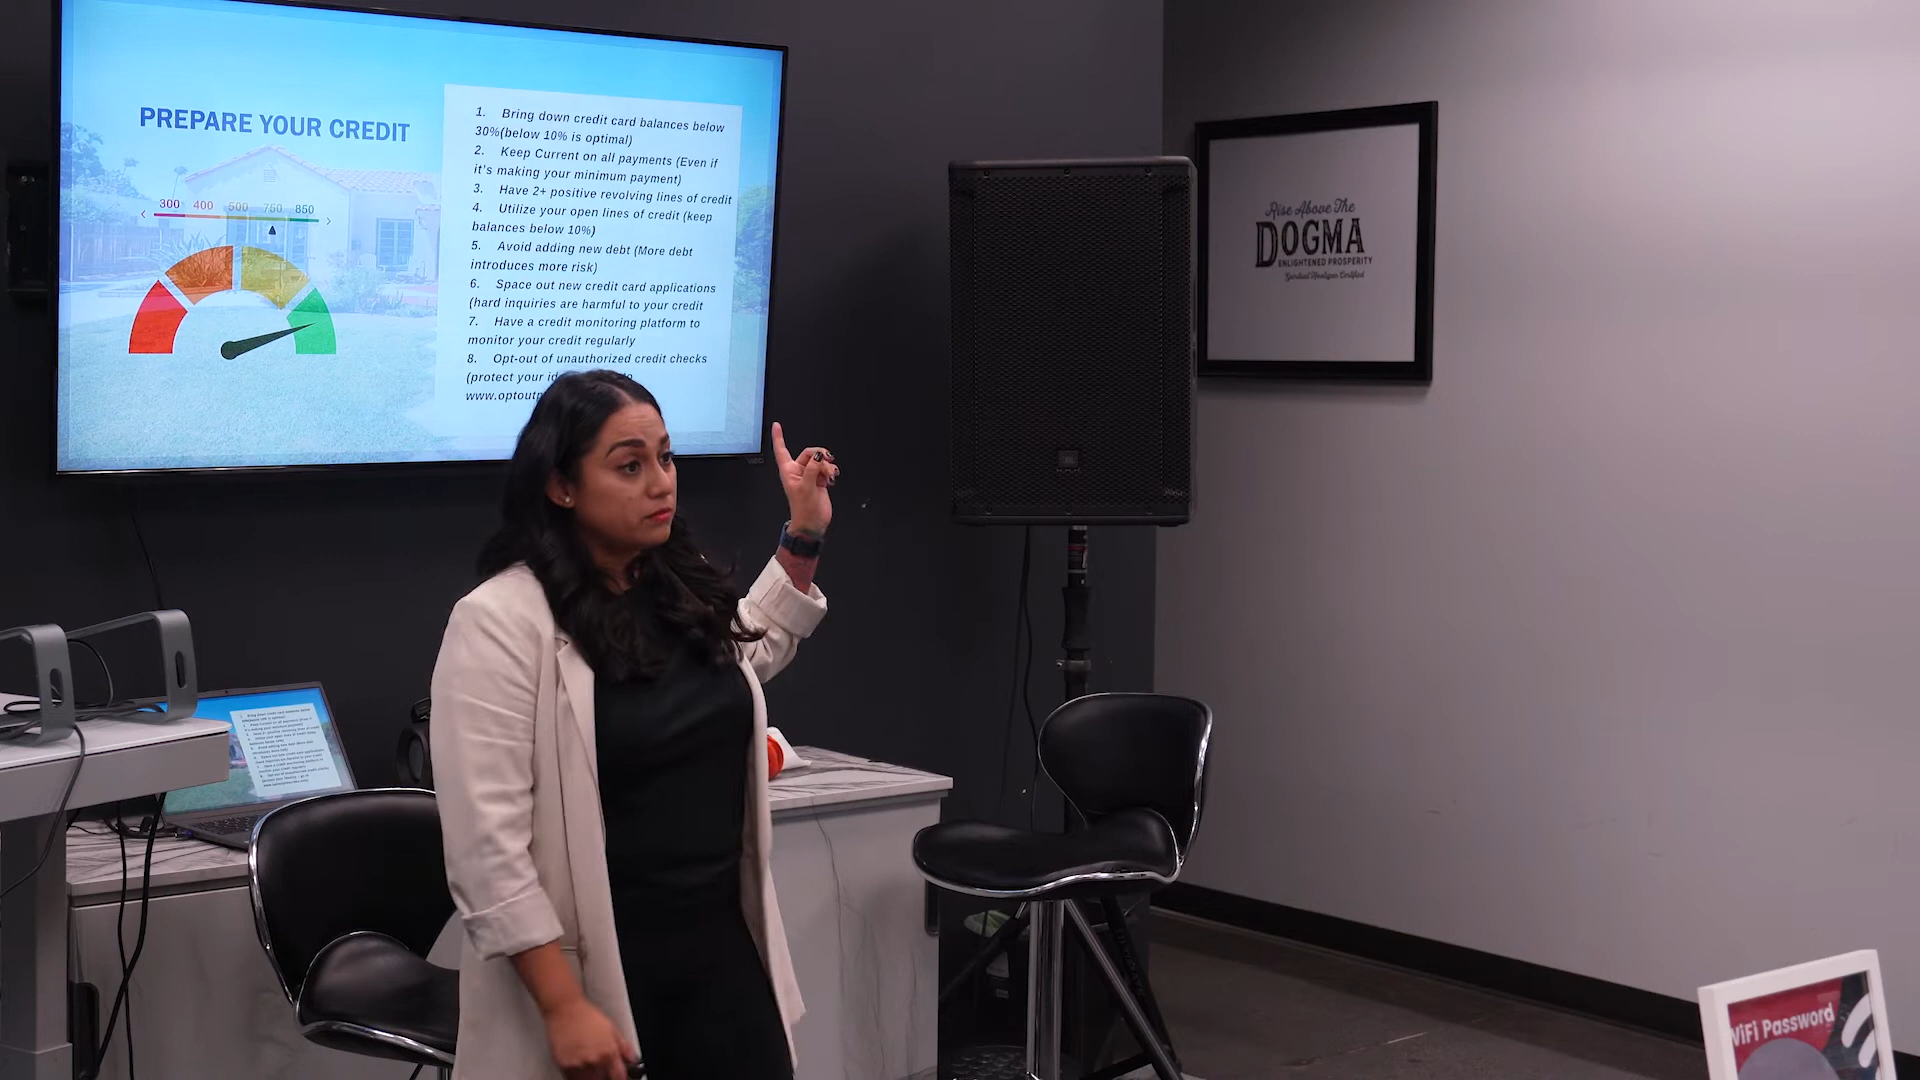 PREPARE YOUR CREDIT
300 400 500 750 850
1. Bring down credit card balances below
30%(below 10% is optimal)
2. Keep Current on all payments (Even if
it's making your minimum payment)
3. Have 2+ positive revolving lines of credit
4. Utilize your open lines of credit (keep
balances below 10%)
5. Avoid adding new debt (More debt
introduces more risk)
6. Space out new credit card applications
(hard inquiries are harmful to your credit
7. Have a credit monitoring platform to
monitor your credit regularly
8. Opt-out of unauthorized credit checks
(protect your
Rise Above The
DOGMA
ENLIGHTENED PROSPERITY
WiFi Password